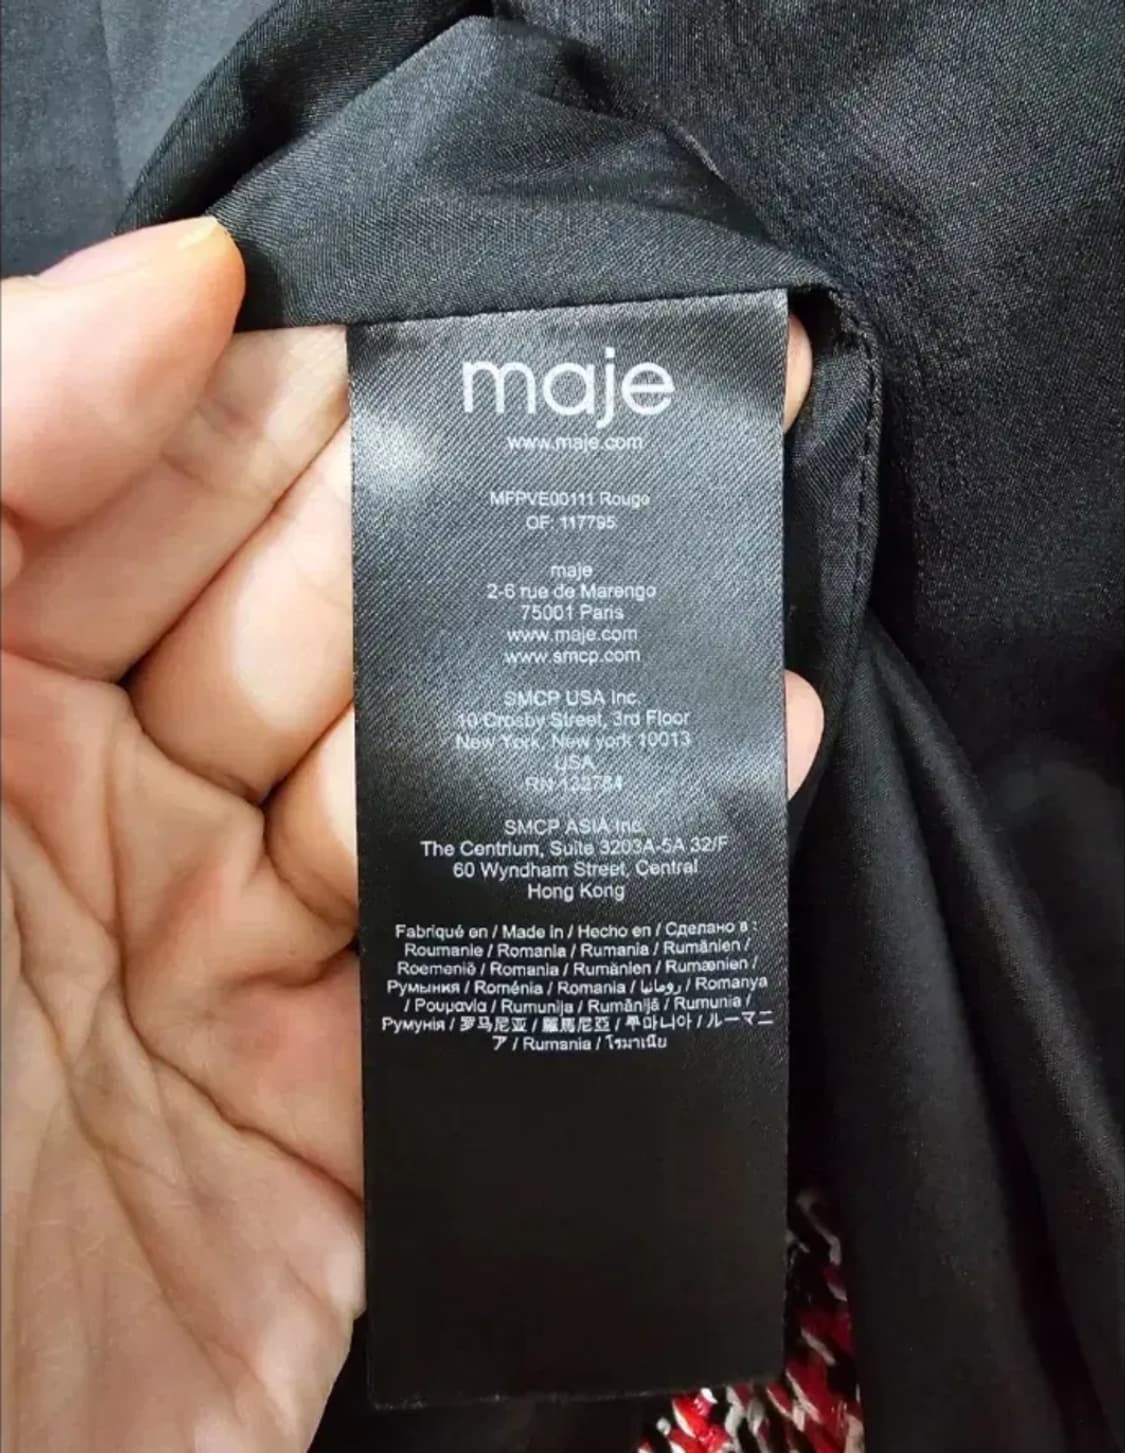 maje
www.maje.com
MFPVE00111 Rouge
OF: 117795
maje
2-6 rue de Marengo
75001 Paris
www.maje.com
www.smcp.com
SMCP USA Inc.
10 Crosby Street, 3rd Floor
New York, New york 10013
USA
RN 132784
SMCP ASIA Inc.
The Centrium, Suite 3203A-5A 32/F
60 Wyndham Street, Central
Hong Kong
Fabriqué en / Made in / Hecho en / Сделано в :
Roumanie / Romania / Rumania / Rumänien /
Roemenië / Romania / Rumänien / Rumænien /
Румыния / Roménia / Romania / رومانيا / Romanya
/ Ρουμανία / Rumunija / Rumānijā / Rumunia /
Румунія / 罗马尼亚 / 羅馬尼亞 / 루마니아 / ルーマニ
ア / Rumania / โรมาเนีย